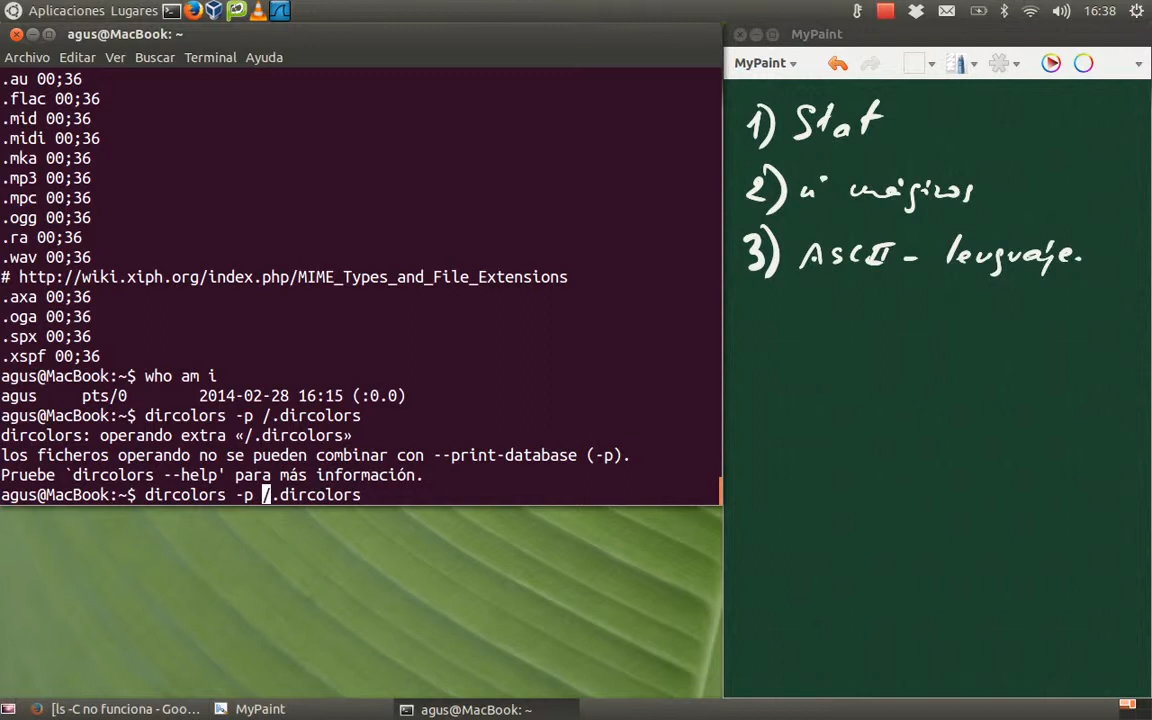 Aplicaciones Lugares
16:38
agus@MacBook: ~
MyPaint
Archivo Editar Ver Buscar Terminal Ayuda
MyPaint
.au 00;36
.flac 00;36
.mid 00;36
.midi 00;36
.mka 00;36
.mp3 00;36
.mpc 00;36
.ogg 00;36
.ra 00;36
.wav 00;36
# http://wiki.xiph.org/index.php/MIME_Types_and_File_Extensions
.axa 00;36
.oga 00;36
.spx 00;36
.xspf 00;36
agus@MacBook:~$ who am i
agus     pts/0        2014-02-28 16:15 (:0.0)
agus@MacBook:~$ dircolors -p /.dircolors
dircolors: operando extra «/.dircolors»
los ficheros operando no se pueden combinar con --print-database (-p).
Pruebe `dircolors --help' para más información.
agus@MacBook:~$ dircolors -p /.dircolors
1) Stat
2) nº mágicos
3) ASCII - lenguaje.
[ls -C no funciona - Goo...
MyPaint
agus@MacBook: ~